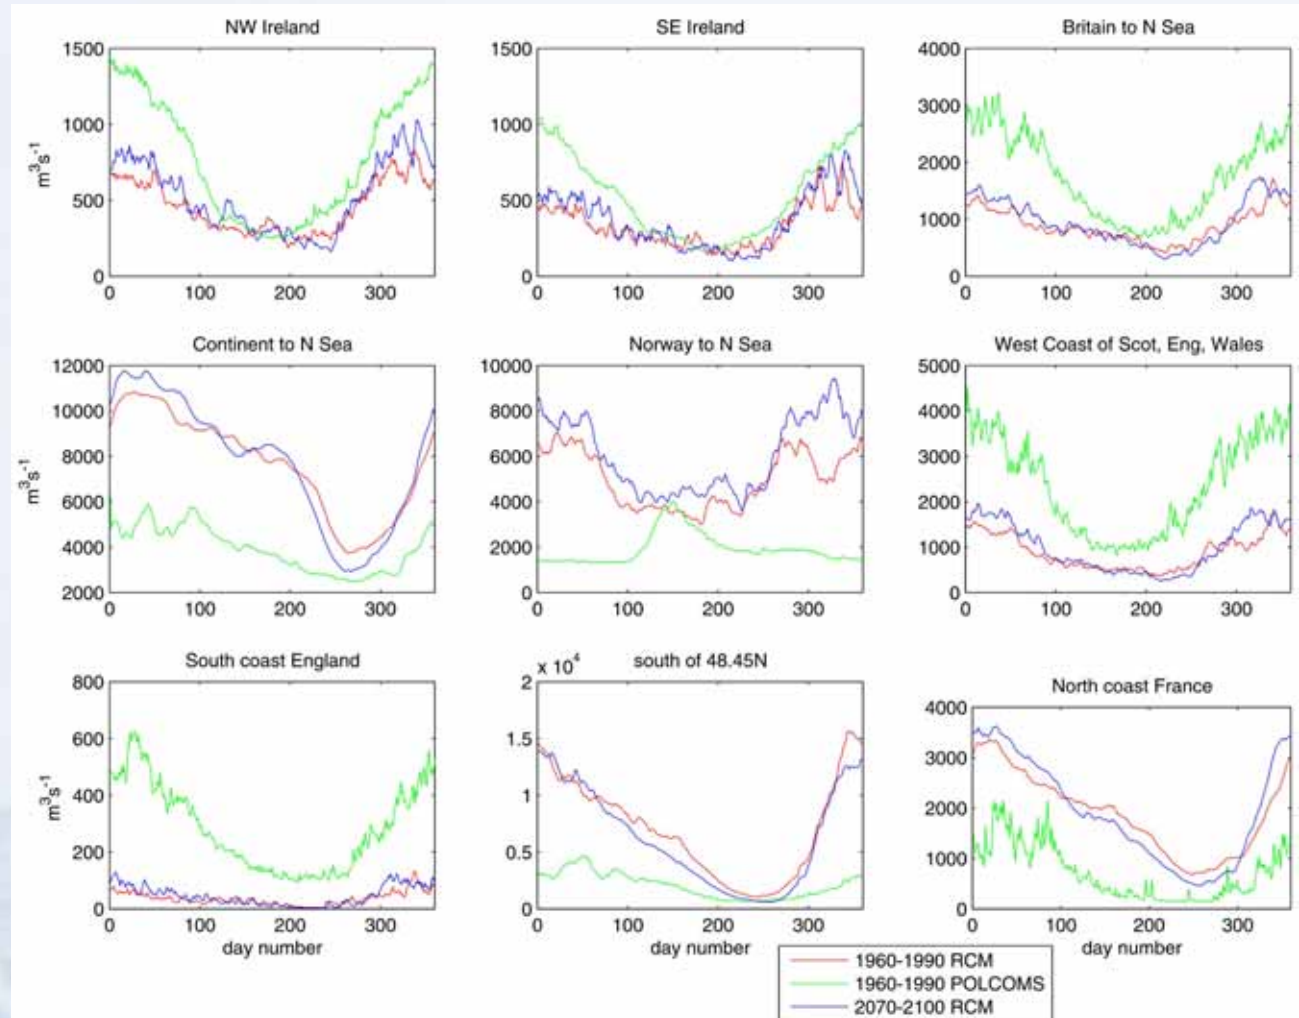 NW Ireland
SE Ireland
Britain to N Sea
1500
1000
500
0
m³s⁻¹
0 100 200 300
1500
1000
500
0
0 100 200 300
4000
3000
2000
1000
0
0 100 200 300
Continent to N Sea
Norway to N Sea
West Coast of Scot, Eng, Wales
12000
10000
8000
6000
4000
2000
m³s⁻¹
0 100 200 300
10000
8000
6000
4000
2000
0
0 100 200 300
5000
4000
3000
2000
1000
0
0 100 200 300
South coast England
south of 48.45N
North coast France
800
600
400
200
0
m³s⁻¹
0 100 200 300
day number
x 10⁴
2
1.5
1
0.5
0
0 100 200 300
day number
4000
3000
2000
1000
0
0 100 200 300
day number
1960-1990 RCM
1960-1990 POLCOMS
2070-2100 RCM